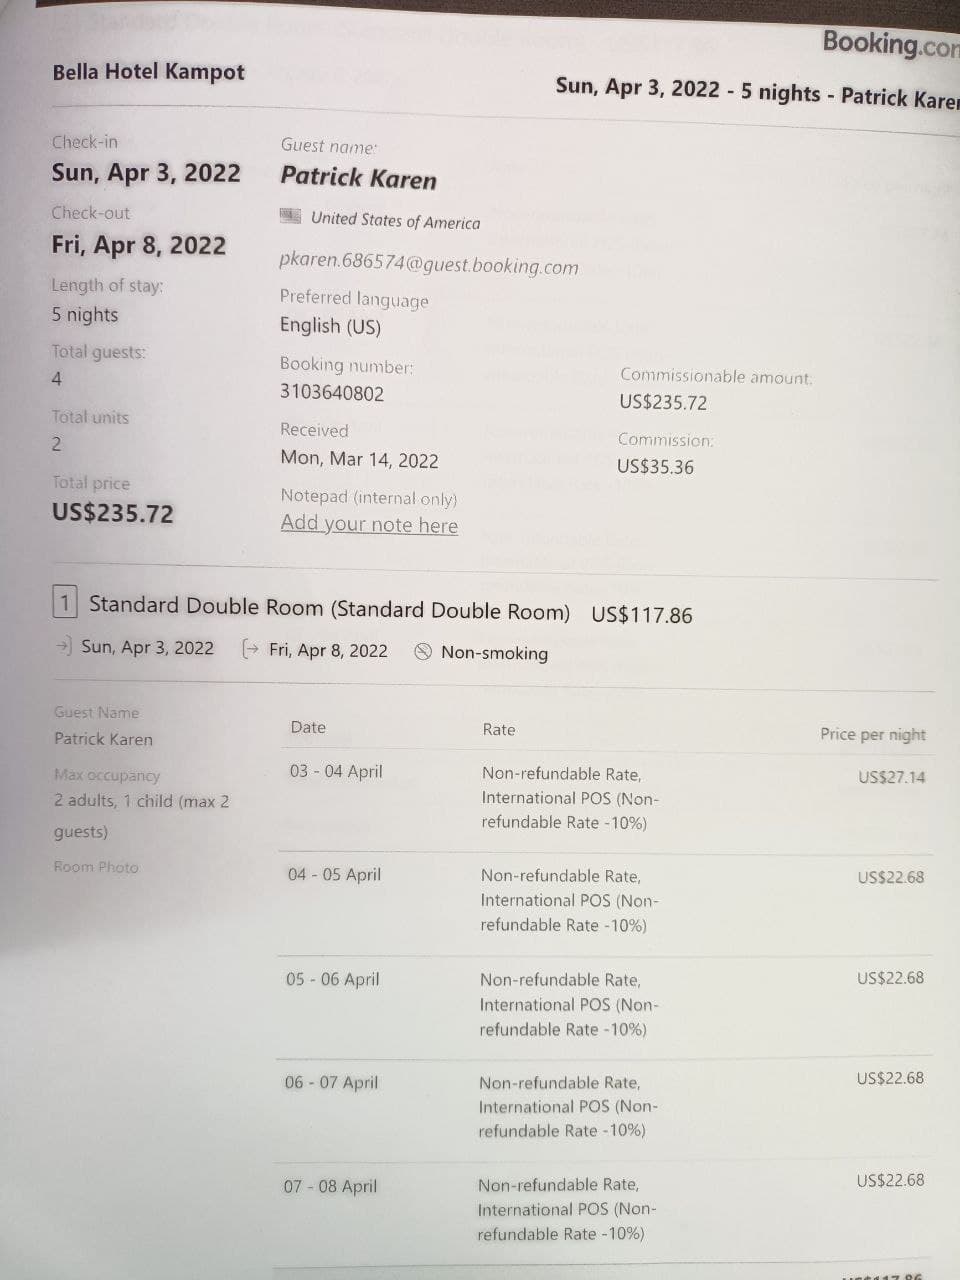 Booking.com
Bella Hotel Kampot
Sun, Apr 3, 2022 - 5 nights - Patrick Karen
Check-in
Sun, Apr 3, 2022
Check-out
Fri, Apr 8, 2022
Length of stay:
5 nights
Total guests:
4
Total units
2
Total price
US$235.72
Guest name:
Patrick Karen
United States of America
pkaren.686574@guest.booking.com
Preferred language
English (US)
Booking number:
3103640802
Received
Mon, Mar 14, 2022
Notepad (internal only)
Add your note here
Commissionable amount:
US$235.72
Commission:
US$35.36
1 Standard Double Room (Standard Double Room) US$117.86
Sun, Apr 3, 2022 Fri, Apr 8, 2022 Non-smoking
Guest Name
Patrick Karen
Max occupancy
2 adults, 1 child (max 2
guests)
Room Photo
Date Rate Price per night
03 - 04 April Non-refundable Rate, US$27.14
International POS (Non-
refundable Rate -10%)
04 - 05 April Non-refundable Rate, US$22.68
International POS (Non-
refundable Rate -10%)
05 - 06 April Non-refundable Rate, US$22.68
International POS (Non-
refundable Rate -10%)
06 - 07 April Non-refundable Rate, US$22.68
International POS (Non-
refundable Rate -10%)
07 - 08 April Non-refundable Rate, US$22.68
International POS (Non-
refundable Rate -10%)
US$117.86